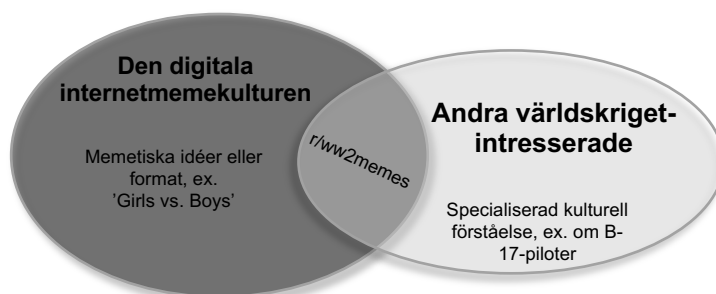 Den digitala
internetmemekulturen
Memetiska idéer eller
format, ex.
’Girls vs. Boys’
r/ww2memes
Andra världskriget-
intresserade
Specialiserad kulturell
förståelse, ex. om B-
17-piloter